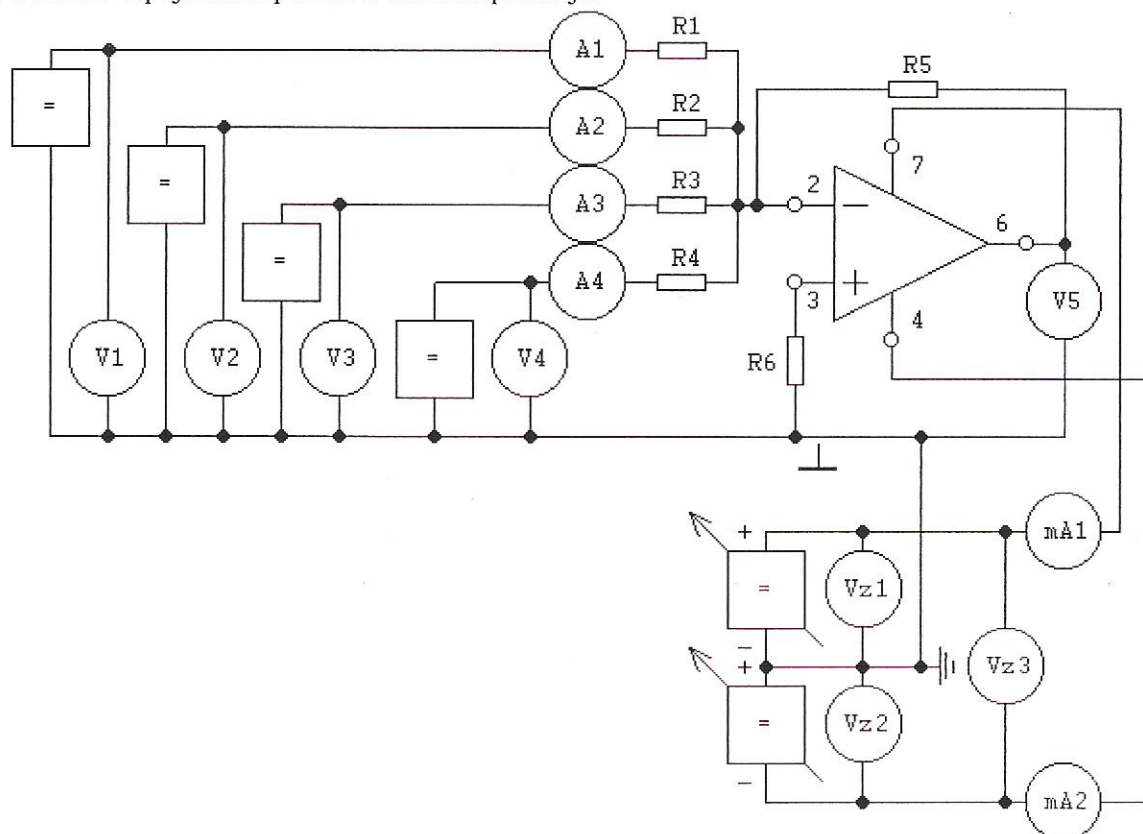 A1 R1
R5
=
A2 R2
7
=
A3 R3 2 −
6
=
A4 R4
3 + 4 V5
V1 V2 V3 = V4 R6
+ mA1
= Vz1
−
+ Vz3
= Vz2
− mA2